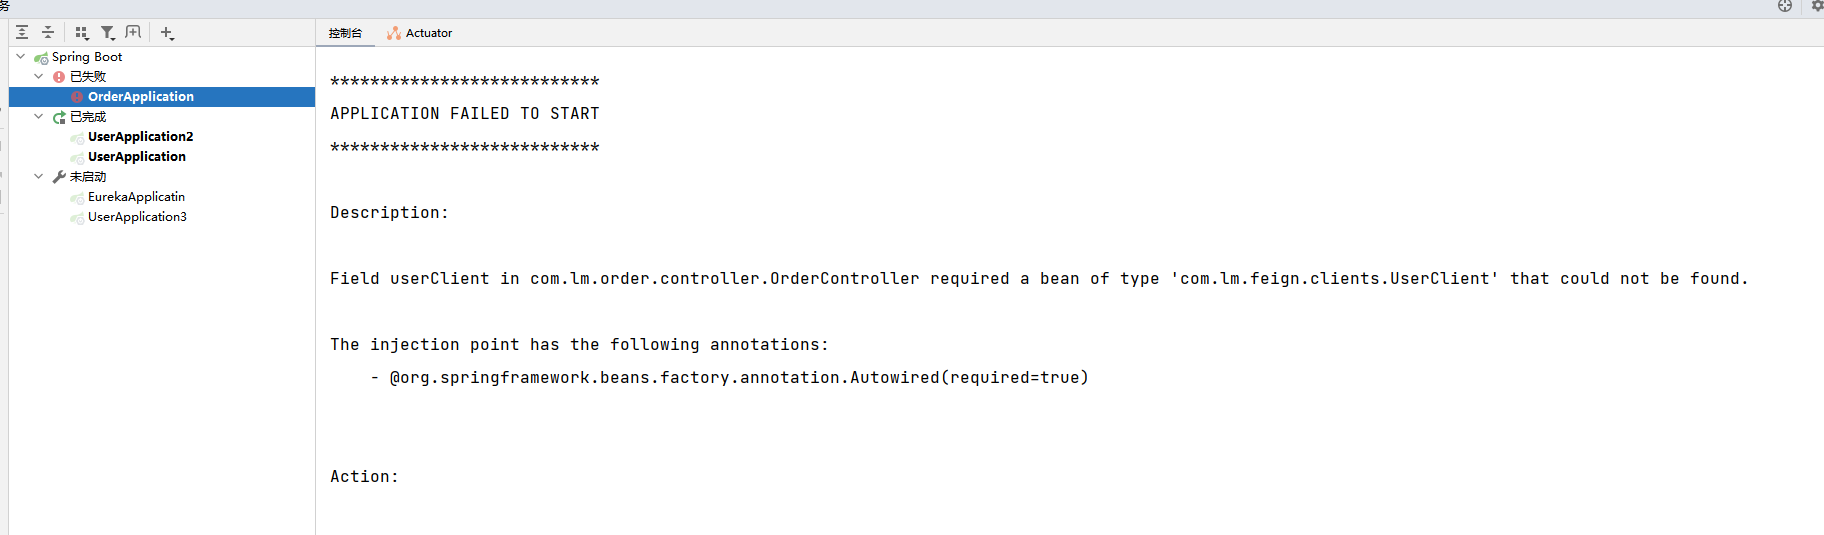 务
控制台 Actuator
Spring Boot
已失败
OrderApplication
已完成
UserApplication2
UserApplication
未启动
EurekaApplicatin
UserApplication3
***************************
APPLICATION FAILED TO START
***************************
Description:
Field userClient in com.lm.order.controller.OrderController required a bean of type 'com.lm.feign.clients.UserClient' that could not be found.
The injection point has the following annotations:
- @org.springframework.beans.factory.annotation.Autowired(required=true)
Action: